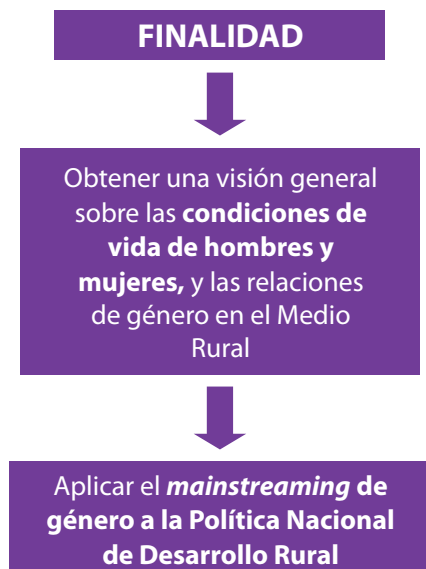 FINALIDAD
Obtener una visión general
sobre las condiciones de
vida de hombres y
mujeres, y las relaciones
de género en el Medio
Rural
Aplicar el mainstreaming de
género a la Política Nacional
de Desarrollo Rural